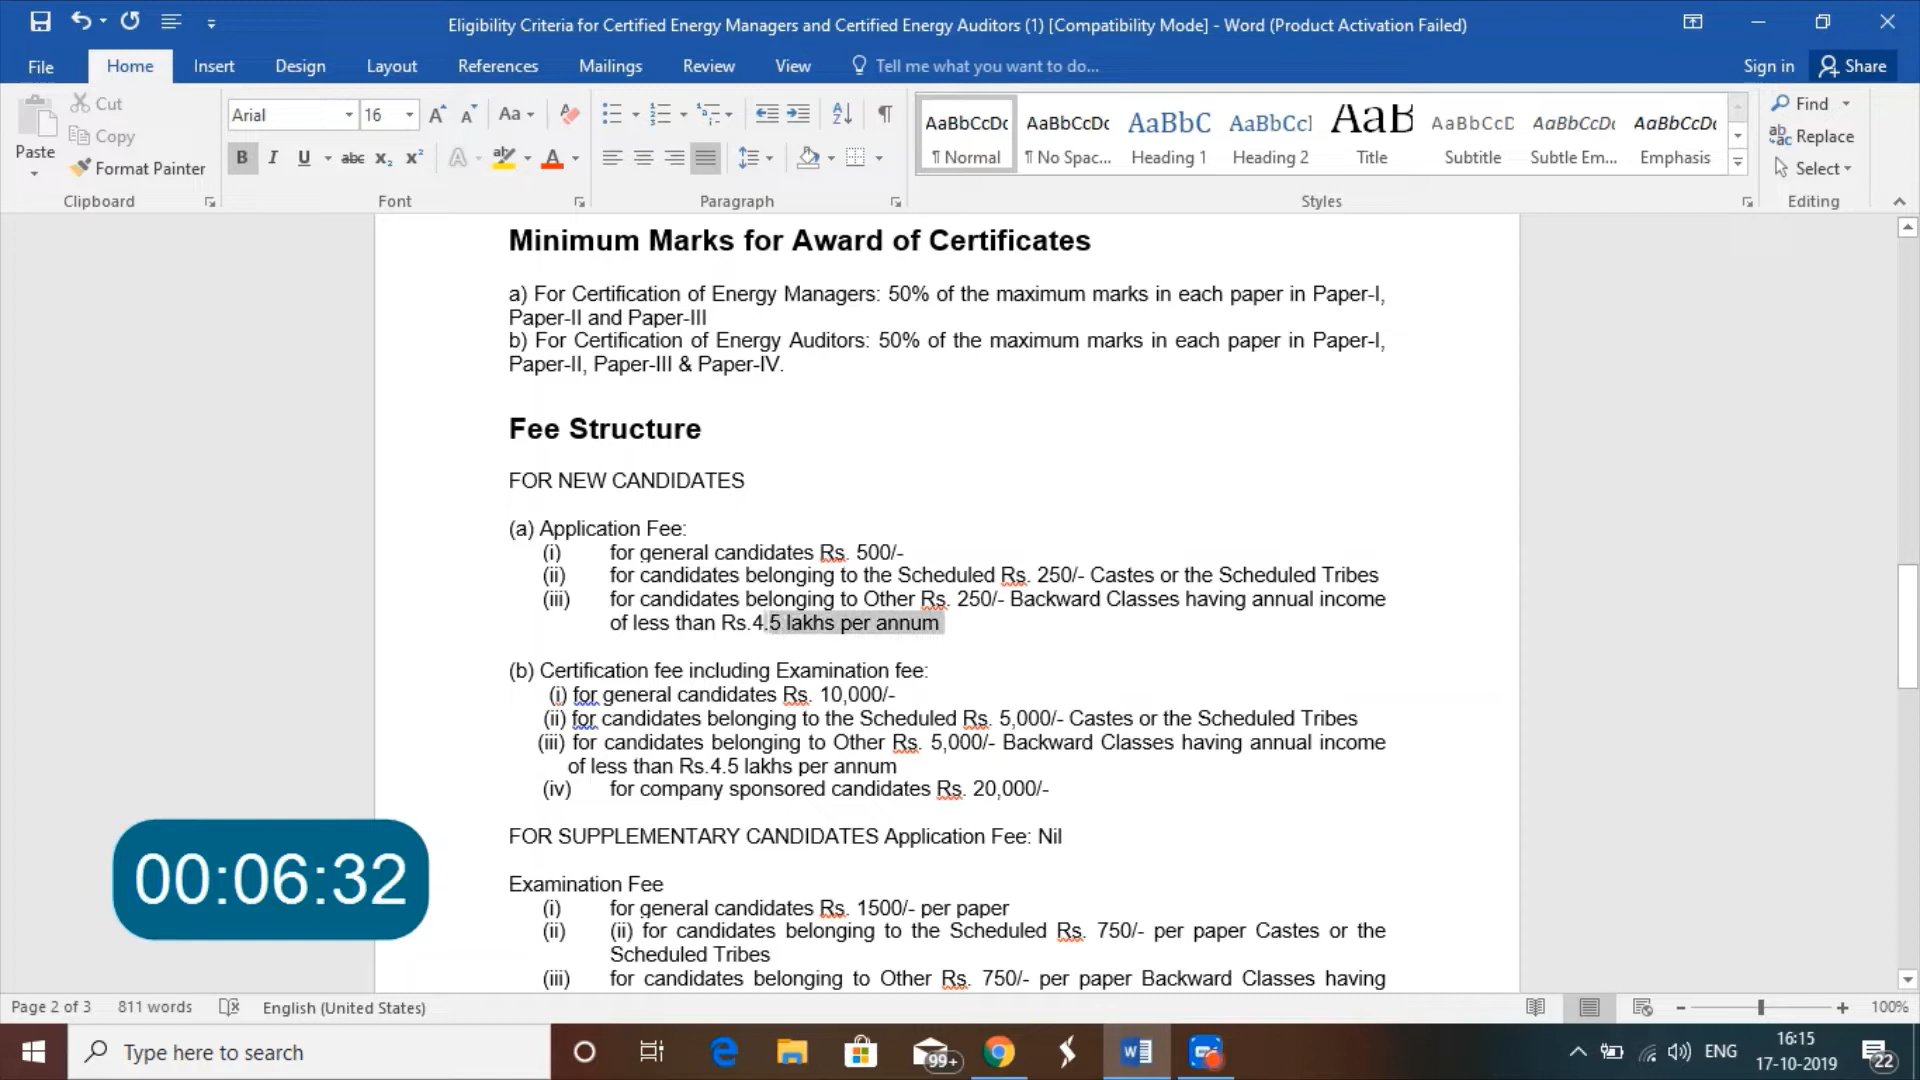 Eligibility Criteria for Certified Energy Managers and Certified Energy Auditors (1) [Compatibility Mode] - Word (Product Activation Failed)
File Home Insert Design Layout References Mailings Review View Tell me what you want to do... Sign in Share
Paste
Cut
Copy
Format Painter
Clipboard
Arial 16
Font
Paragraph
AaBbCcDc AaBbCcDc AaBbC AaBbCcI AaB AaBbCcD AaBbCcDc AaBbCcDc
¶ Normal ¶ No Spac... Heading 1 Heading 2 Title Subtitle Subtle Em... Emphasis
Styles
Find
Replace
Select
Editing
Minimum Marks for Award of Certificates
a) For Certification of Energy Managers: 50% of the maximum marks in each paper in Paper-I,
Paper-II and Paper-III
b) For Certification of Energy Auditors: 50% of the maximum marks in each paper in Paper-I,
Paper-II, Paper-III & Paper-IV.
Fee Structure
FOR NEW CANDIDATES
(a) Application Fee:
(i) for general candidates Rs. 500/-
(ii) for candidates belonging to the Scheduled Rs. 250/- Castes or the Scheduled Tribes
(iii) for candidates belonging to Other Rs. 250/- Backward Classes having annual income
of less than Rs.4.5 lakhs per annum
(b) Certification fee including Examination fee:
(i) for general candidates Rs. 10,000/-
(ii) for candidates belonging to the Scheduled Rs. 5,000/- Castes or the Scheduled Tribes
(iii) for candidates belonging to Other Rs. 5,000/- Backward Classes having annual income
of less than Rs.4.5 lakhs per annum
(iv) for company sponsored candidates Rs. 20,000/-
FOR SUPPLEMENTARY CANDIDATES Application Fee: Nil
Examination Fee
(i) for general candidates Rs. 1500/- per paper
(ii) (ii) for candidates belonging to the Scheduled Rs. 750/- per paper Castes or the
Scheduled Tribes
(iii) for candidates belonging to Other Rs. 750/- per paper Backward Classes having
00:06:32
Page 2 of 3 811 words English (United States) 100%
Type here to search
99+
ENG
16:15
17-10-2019
22